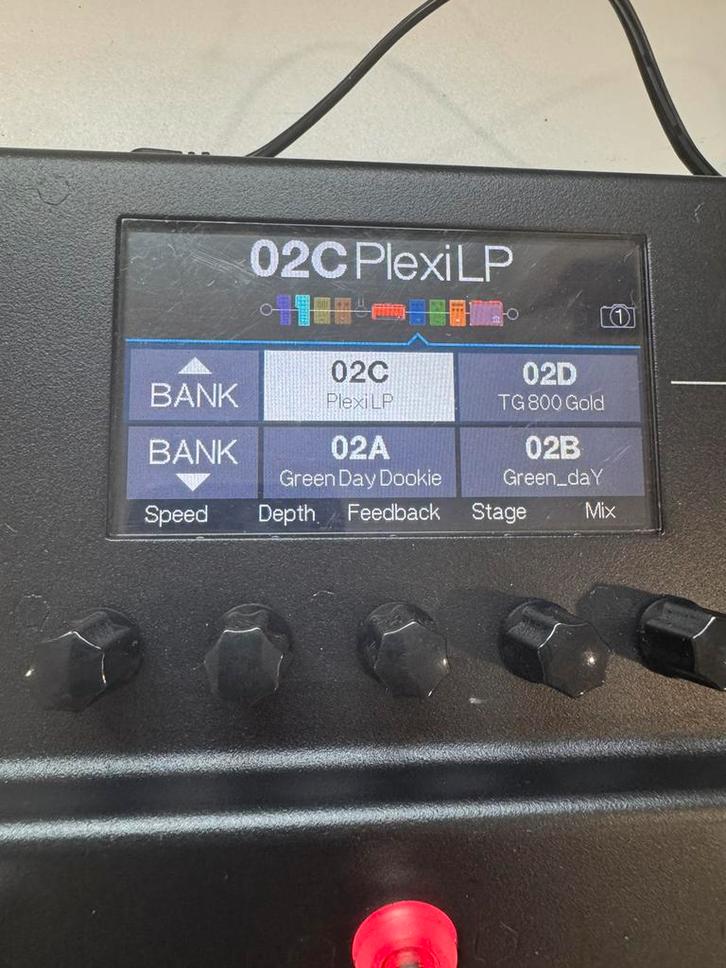 02C PlexiLP
1
BANK
02C
PlexiLP
02D
TG 800 Gold
BANK
02A
Green Day Dookie
02B
Green_daY
Speed Depth Feedback Stage Mix